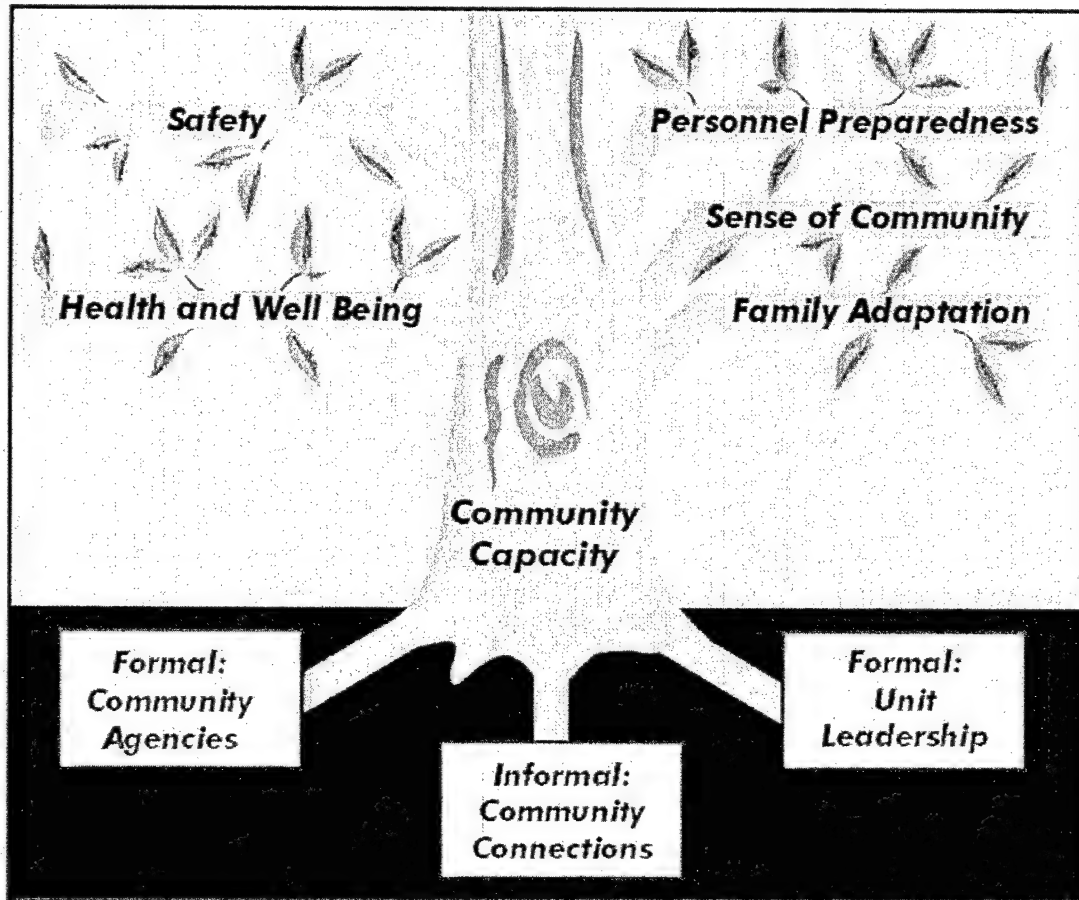 Safety
Personnel Preparedness
Sense of Community
Health and Well Being
Family Adaptation
Community
Capacity
Formal:
Community
Agencies
Informal:
Community
Connections
Formal:
Unit
Leadership